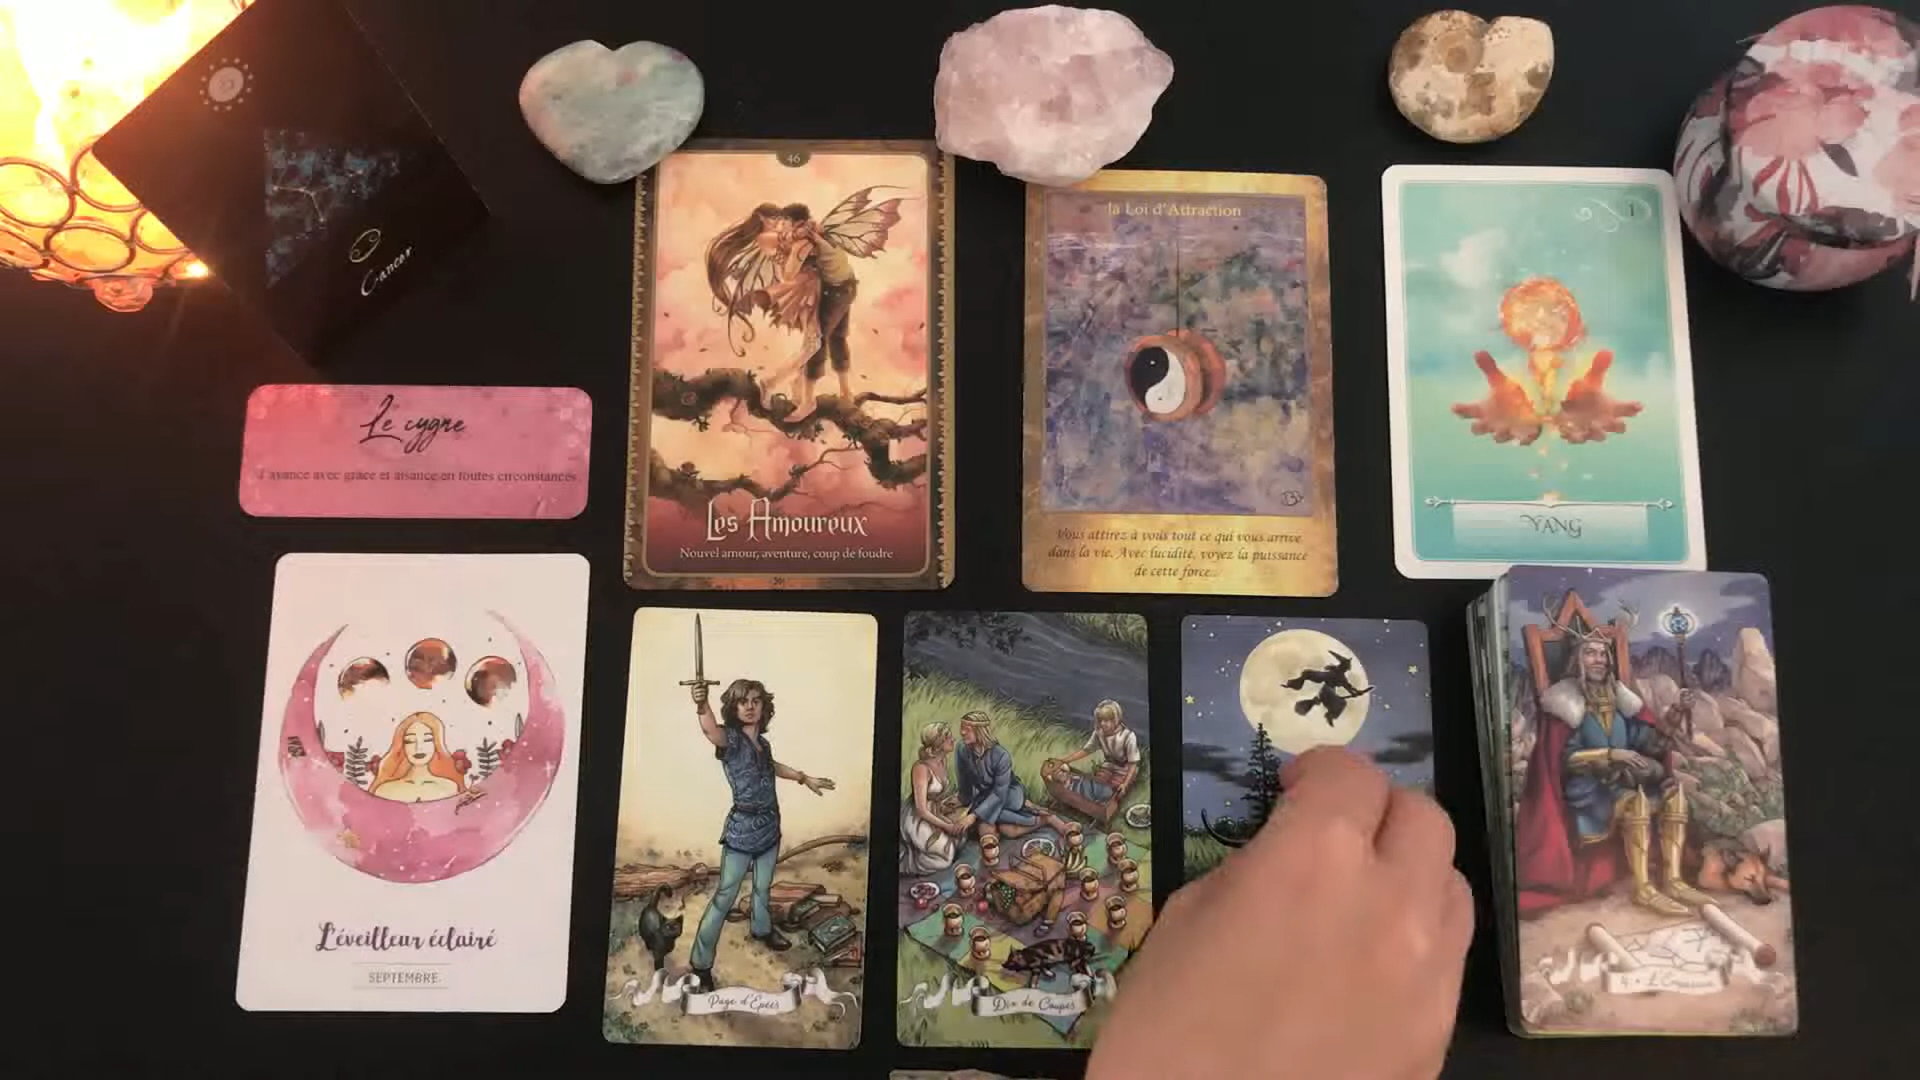 Cancer
Le cygne
J'avance avec grâce et aisance en toutes circonstances
46
Les Amoureux
Nouvel amour, aventure, coup de foudre
la Loi d'Attraction
Vous attirez à vous tout ce qui vous arrive
dans la vie. Avec lucidité, voyez la puissance
de cette force...
1
YANG
L'éveilleur éclairé
SEPTEMBRE
Page d'Épées
Dix de Coupes
4 • L'Empereur